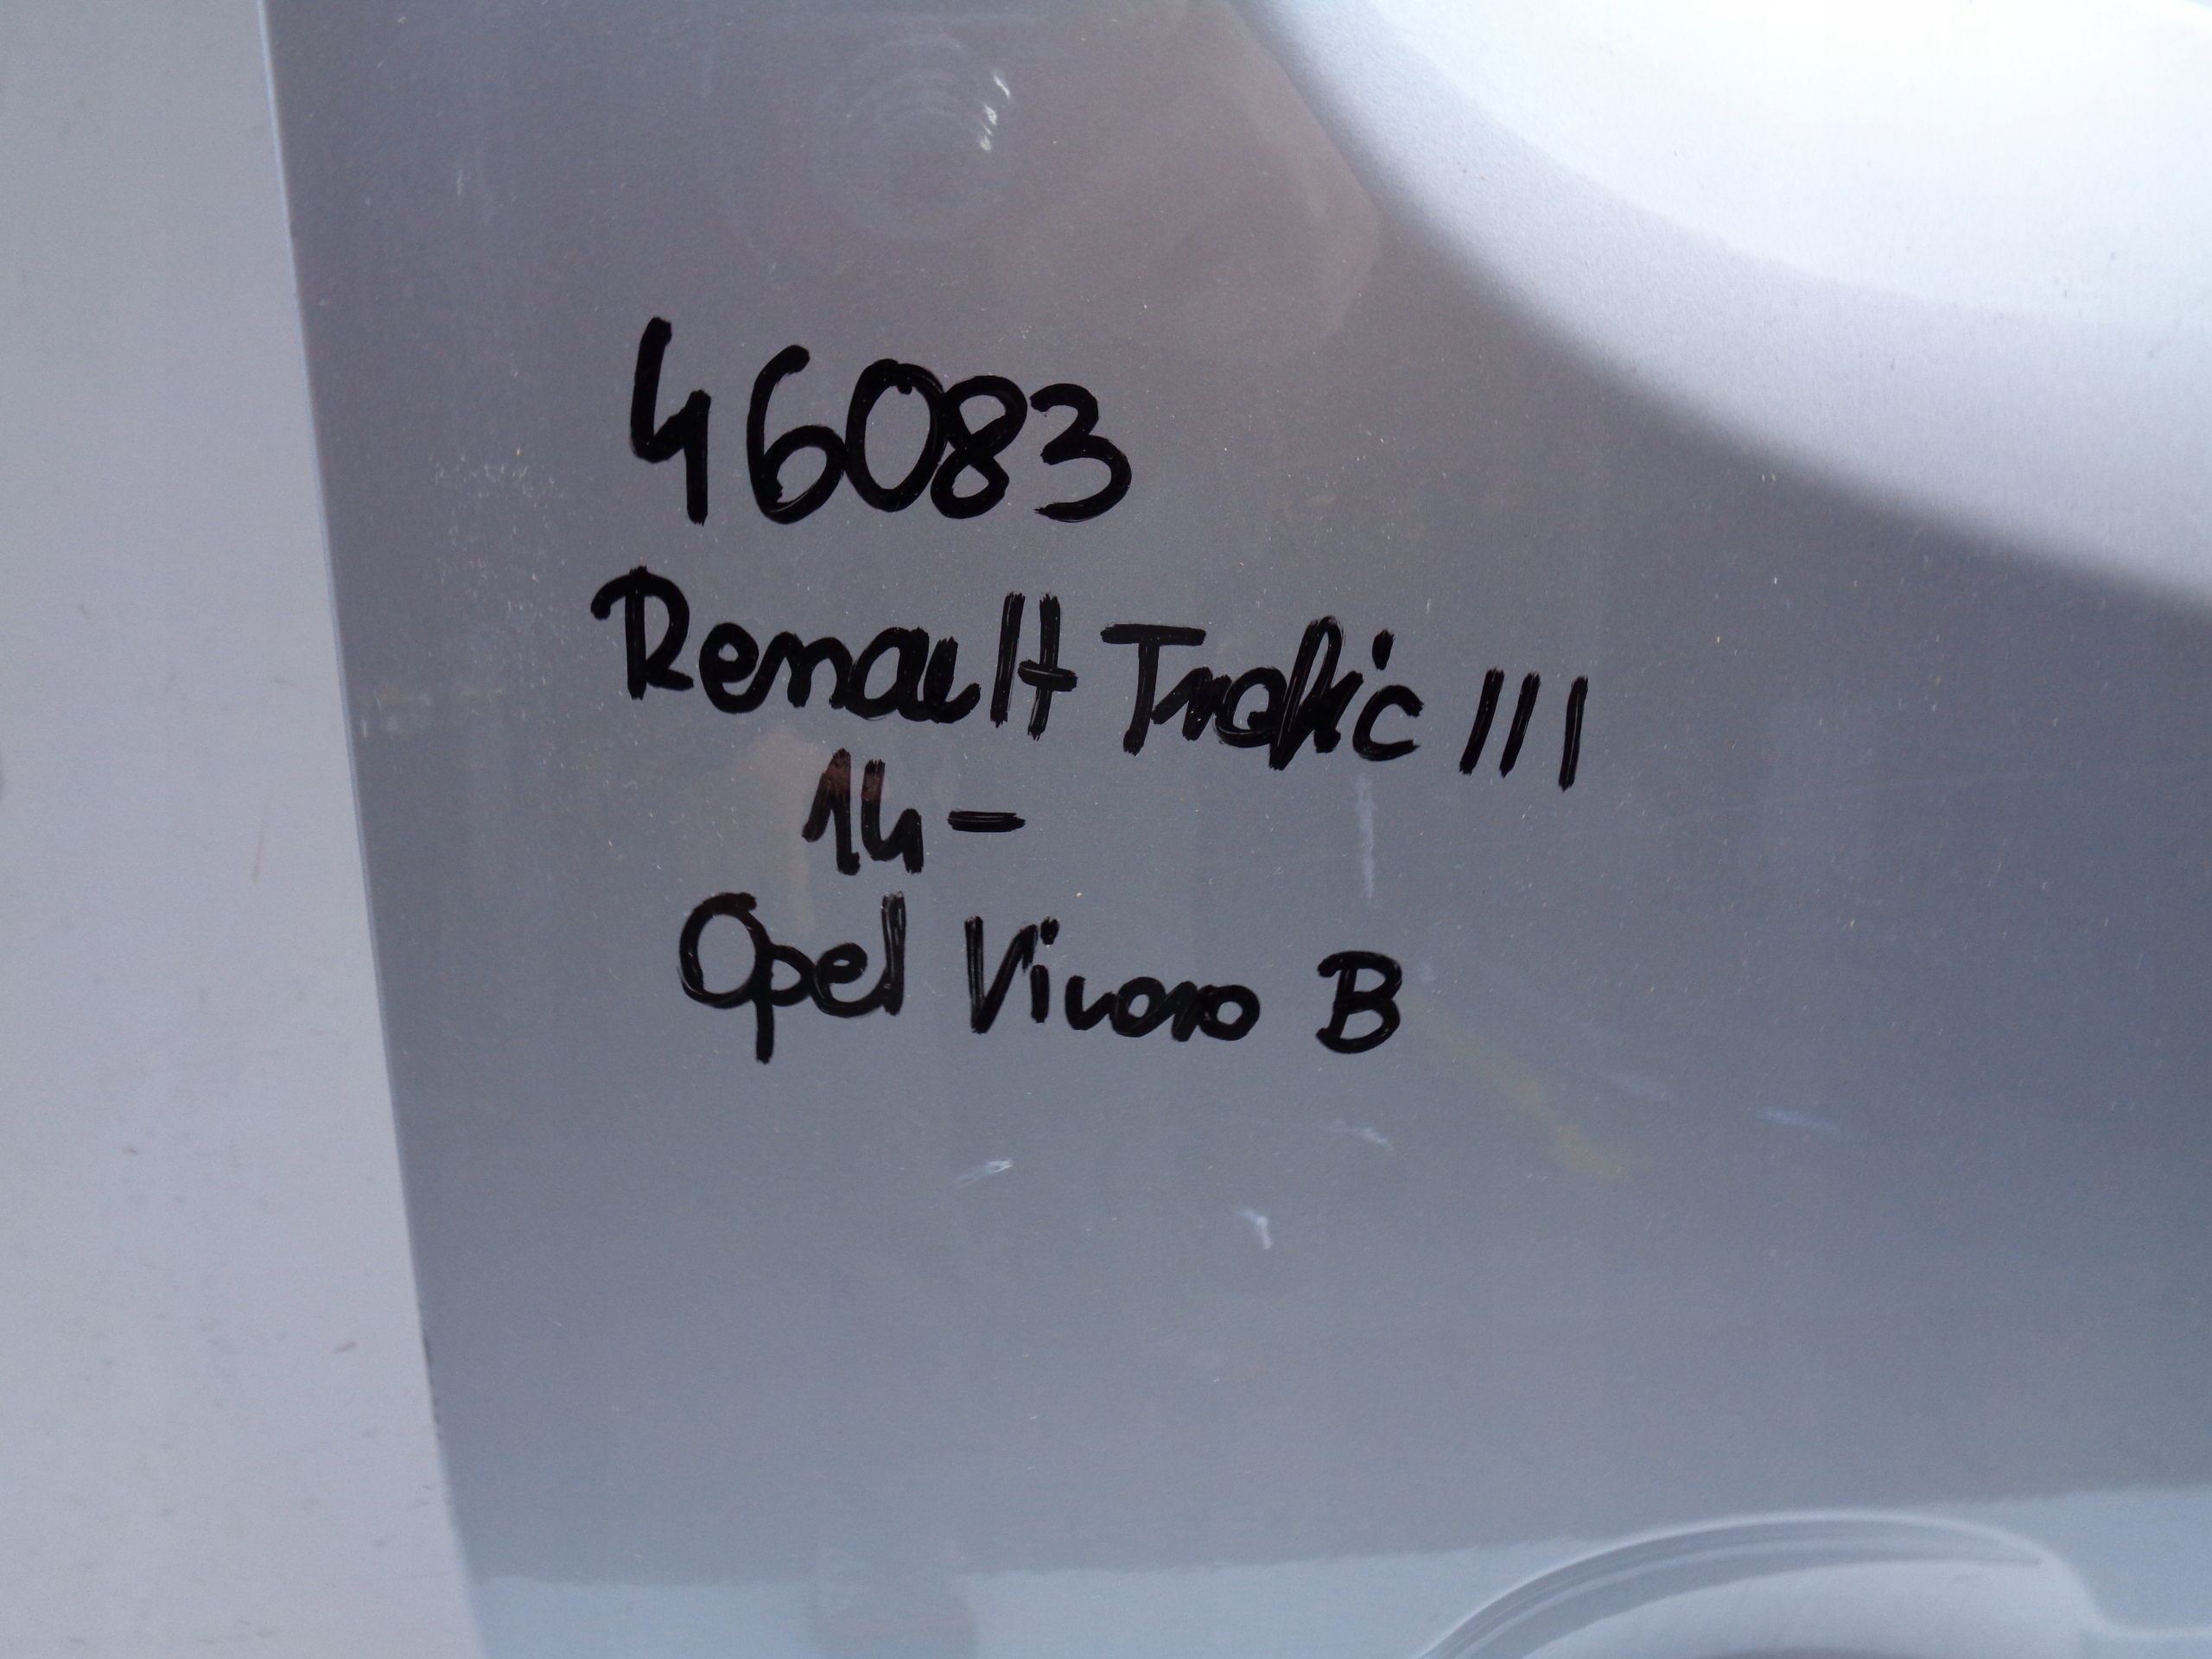 46083
Renault Trafic III
14-
Opel Vivaro B